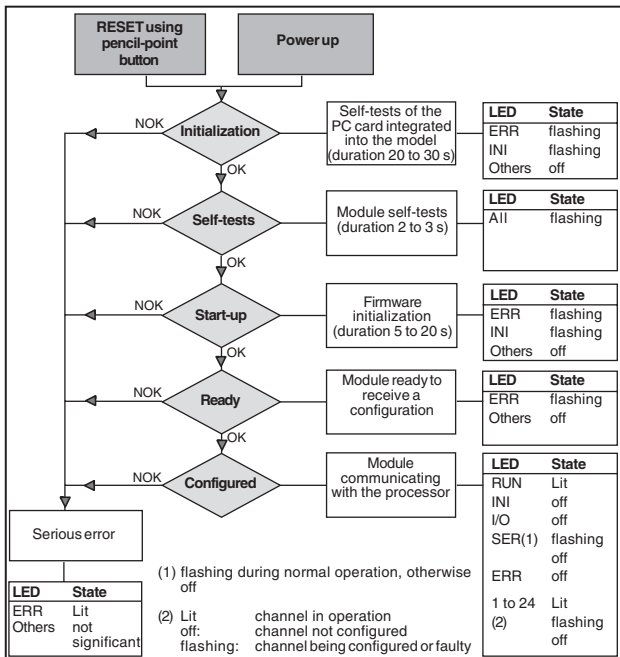 RESET using
pencil-point
button
Power up
NOK
Initialization
Self-tests of the
PC card integrated
into the model
(duration 20 to 30 s)
LED State
ERR flashing
INI flashing
Others off
OK
NOK
Self-tests
Module self-tests
(duration 2 to 3 s)
LED State
All flashing
OK
NOK
Start-up
Firmware
initialization
(duration 5 to 20 s)
LED State
ERR flashing
INI flashing
Others off
OK
NOK
Ready
Module ready to
receive a
configuration
LED State
ERR flashing
Others off
OK
NOK
Configured
Module
communicating
with the processor
LED State
RUN Lit
INI off
I/O off
SER(1) flashing
off
ERR off
1 to 24 Lit
(2) flashing
off
Serious error
LED State
ERR Lit
Others not
significant
(1) flashing during normal operation, otherwise
off
(2) Lit channel in operation
off: channel not configured
flashing: channel being configured or faulty